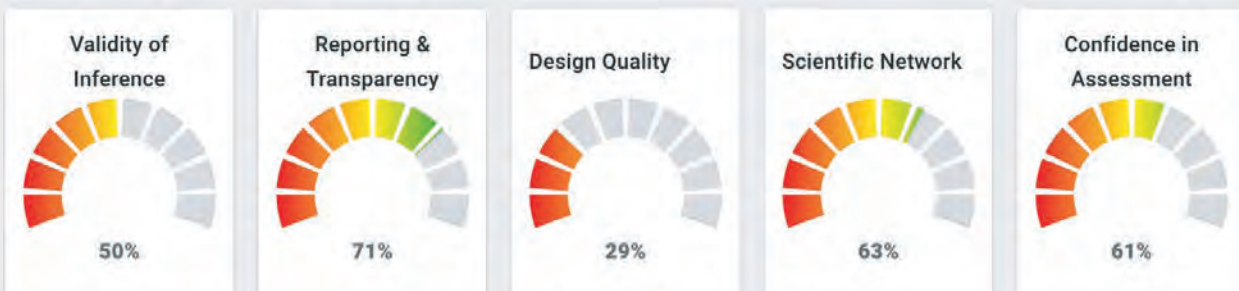 Validity of
Inference
50%
Reporting &
Transparency
71%
Design Quality
29%
Scientific Network
63%
Confidence in
Assessment
61%